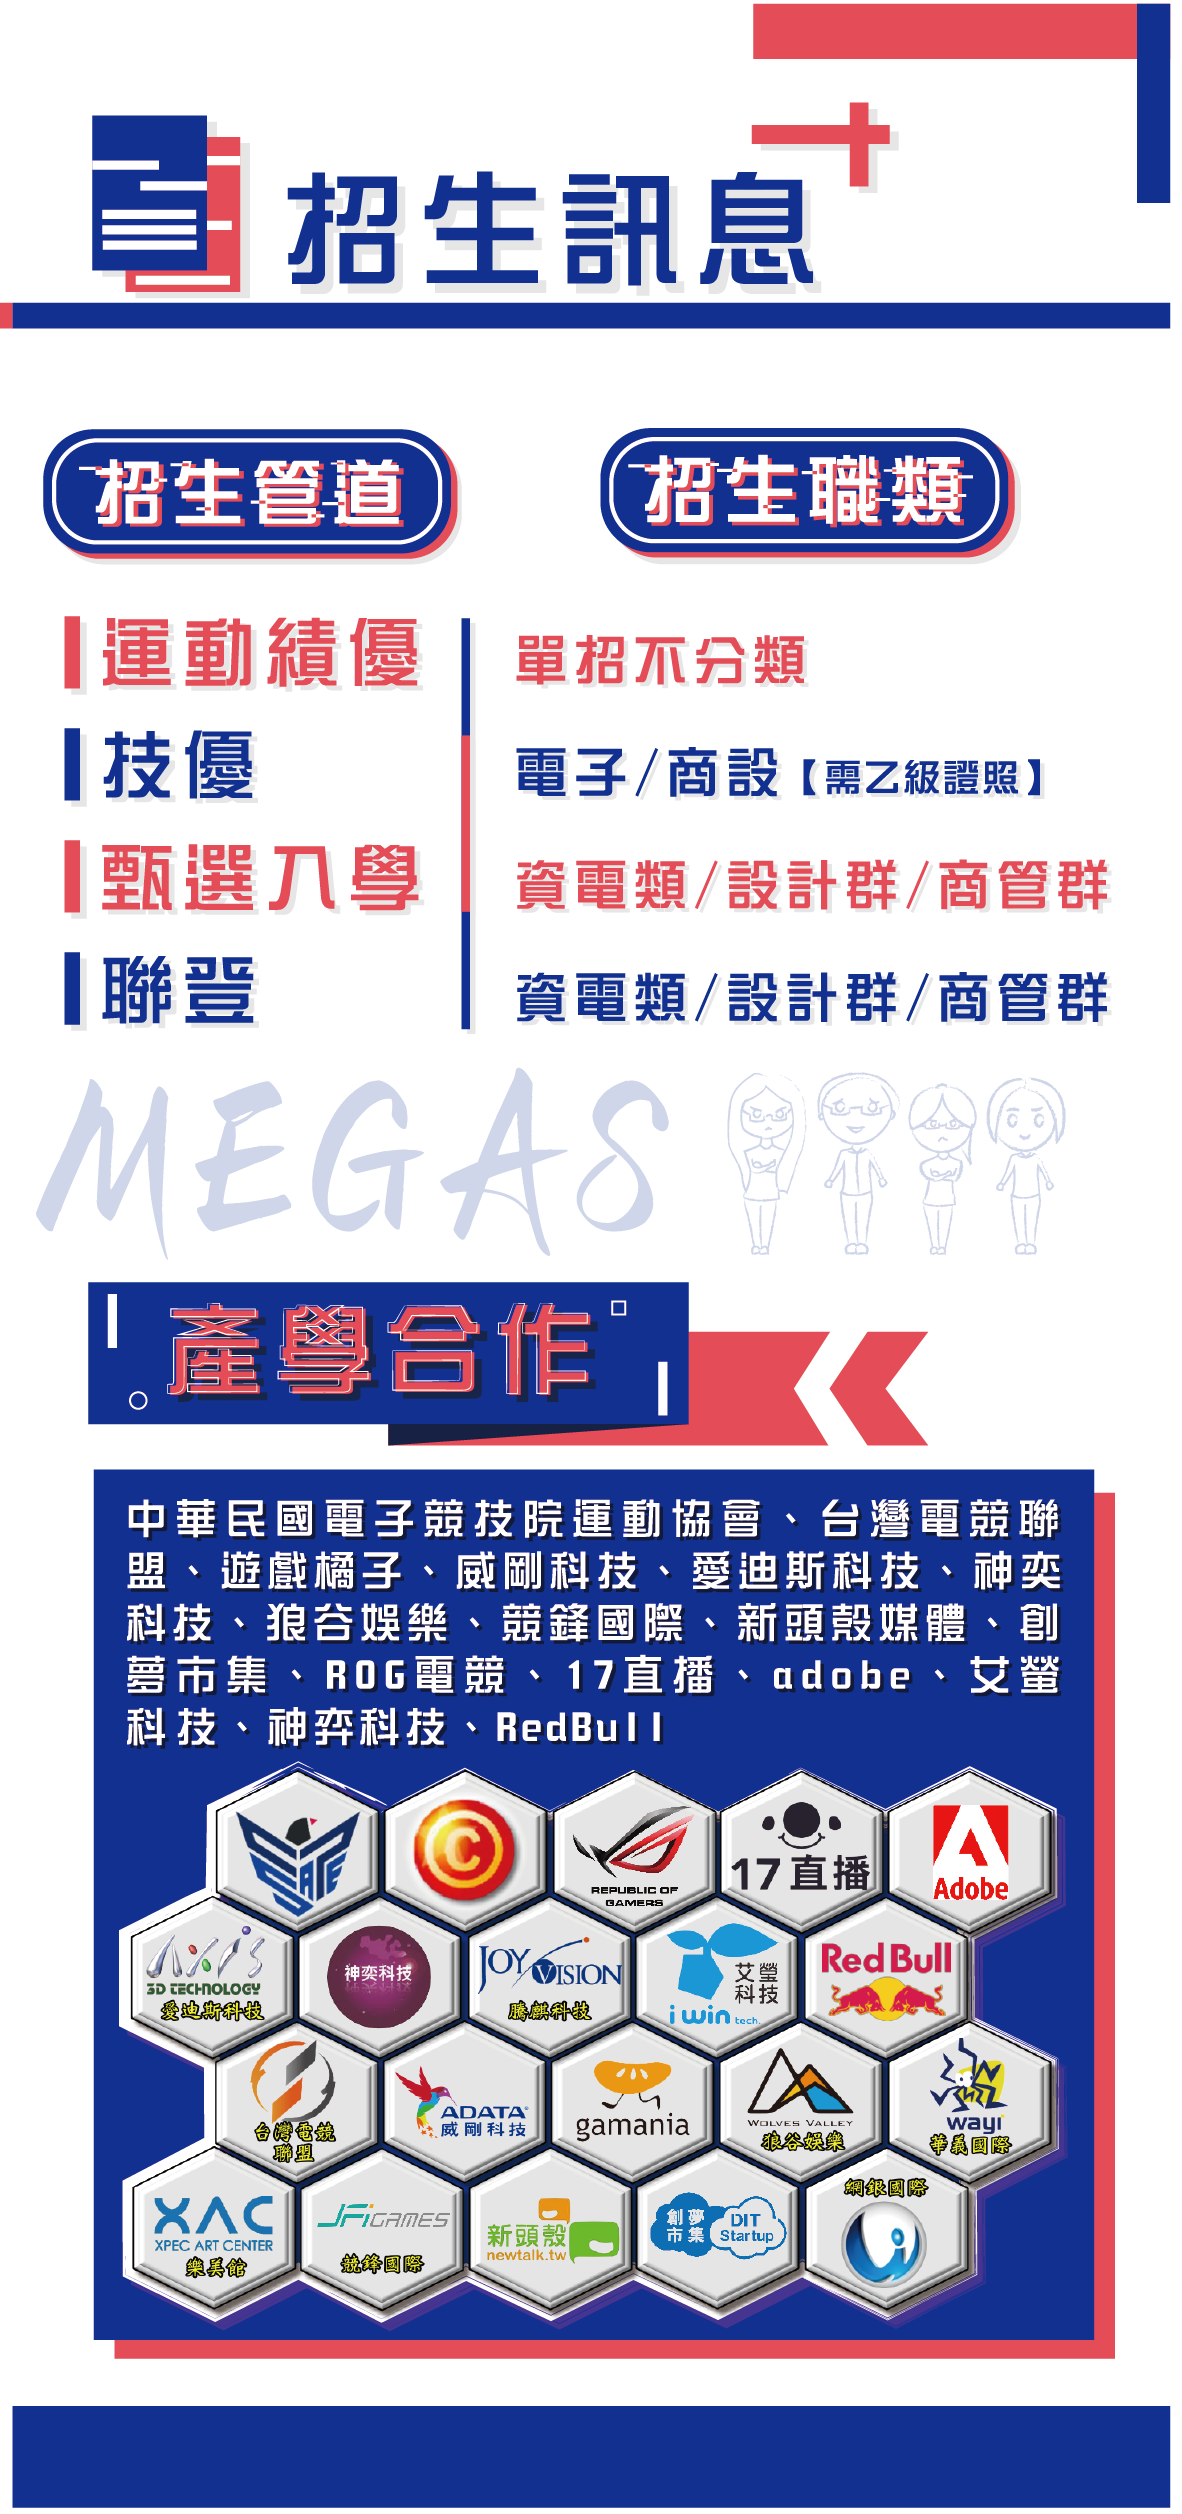 招生訊息
招生管道
招生職類
運動績優
單招不分類
技優
電子/商設【需乙級證照】
甄選入學
資電類/設計群/商管群
聯登
資電類/設計群/商管群
MEGAS
產學合作
中華民國電子競技院運動協會、台灣電競聯
盟、遊戲橘子、威剛科技、愛迪斯科技、神奕
科技、狼谷娛樂、競鋒國際、新頭殼媒體、創
夢市集、ROG電競、17直播、adobe、艾螢
科技、神弈科技、RedBull
C
REPUBLIC OF
GAMERS
17直播
Adobe
AXIS
3D TECHNOLOGY
愛迪斯科技
神奕科技
JOY VISION
騰麒科技
艾瑩
科技
i win tech.
Red Bull
台灣電競
聯盟
ADATA
威剛科技
gamania
WOLVES VALLEY
狼谷娛樂
wayi
華義國際
XAC
XPEC ART CENTER
樂美館
JFiGAMES
競鋒國際
新頭殼
newtalk.tw
創夢
市集
DIT
Startup
網銀國際